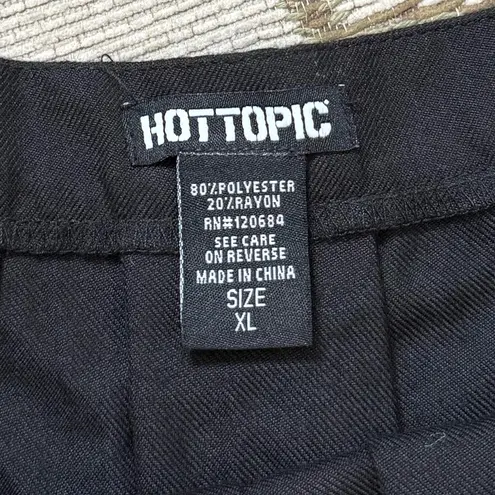 HOTTOPIC
80%POLYESTER
20%RAYON
RN#120684
SEE CARE
ON REVERSE
MADE IN CHINA
SIZE
XL